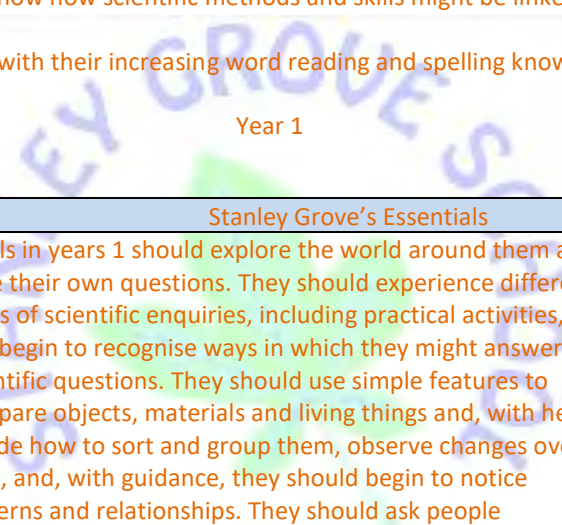 how how scientific methods and skills might be linke
with their increasing word reading and spelling know
Year 1
Stanley Grove's Essentials
ls in years 1 should explore the world around them a
e their own questions. They should experience differe
s of scientific enquiries, including practical activities,
begin to recognise ways in which they might answer
ntific questions. They should use simple features to
pare objects, materials and living things and, with he
de how to sort and group them, observe changes ove
, and, with guidance, they should begin to notice
erns and relationships. They should ask people